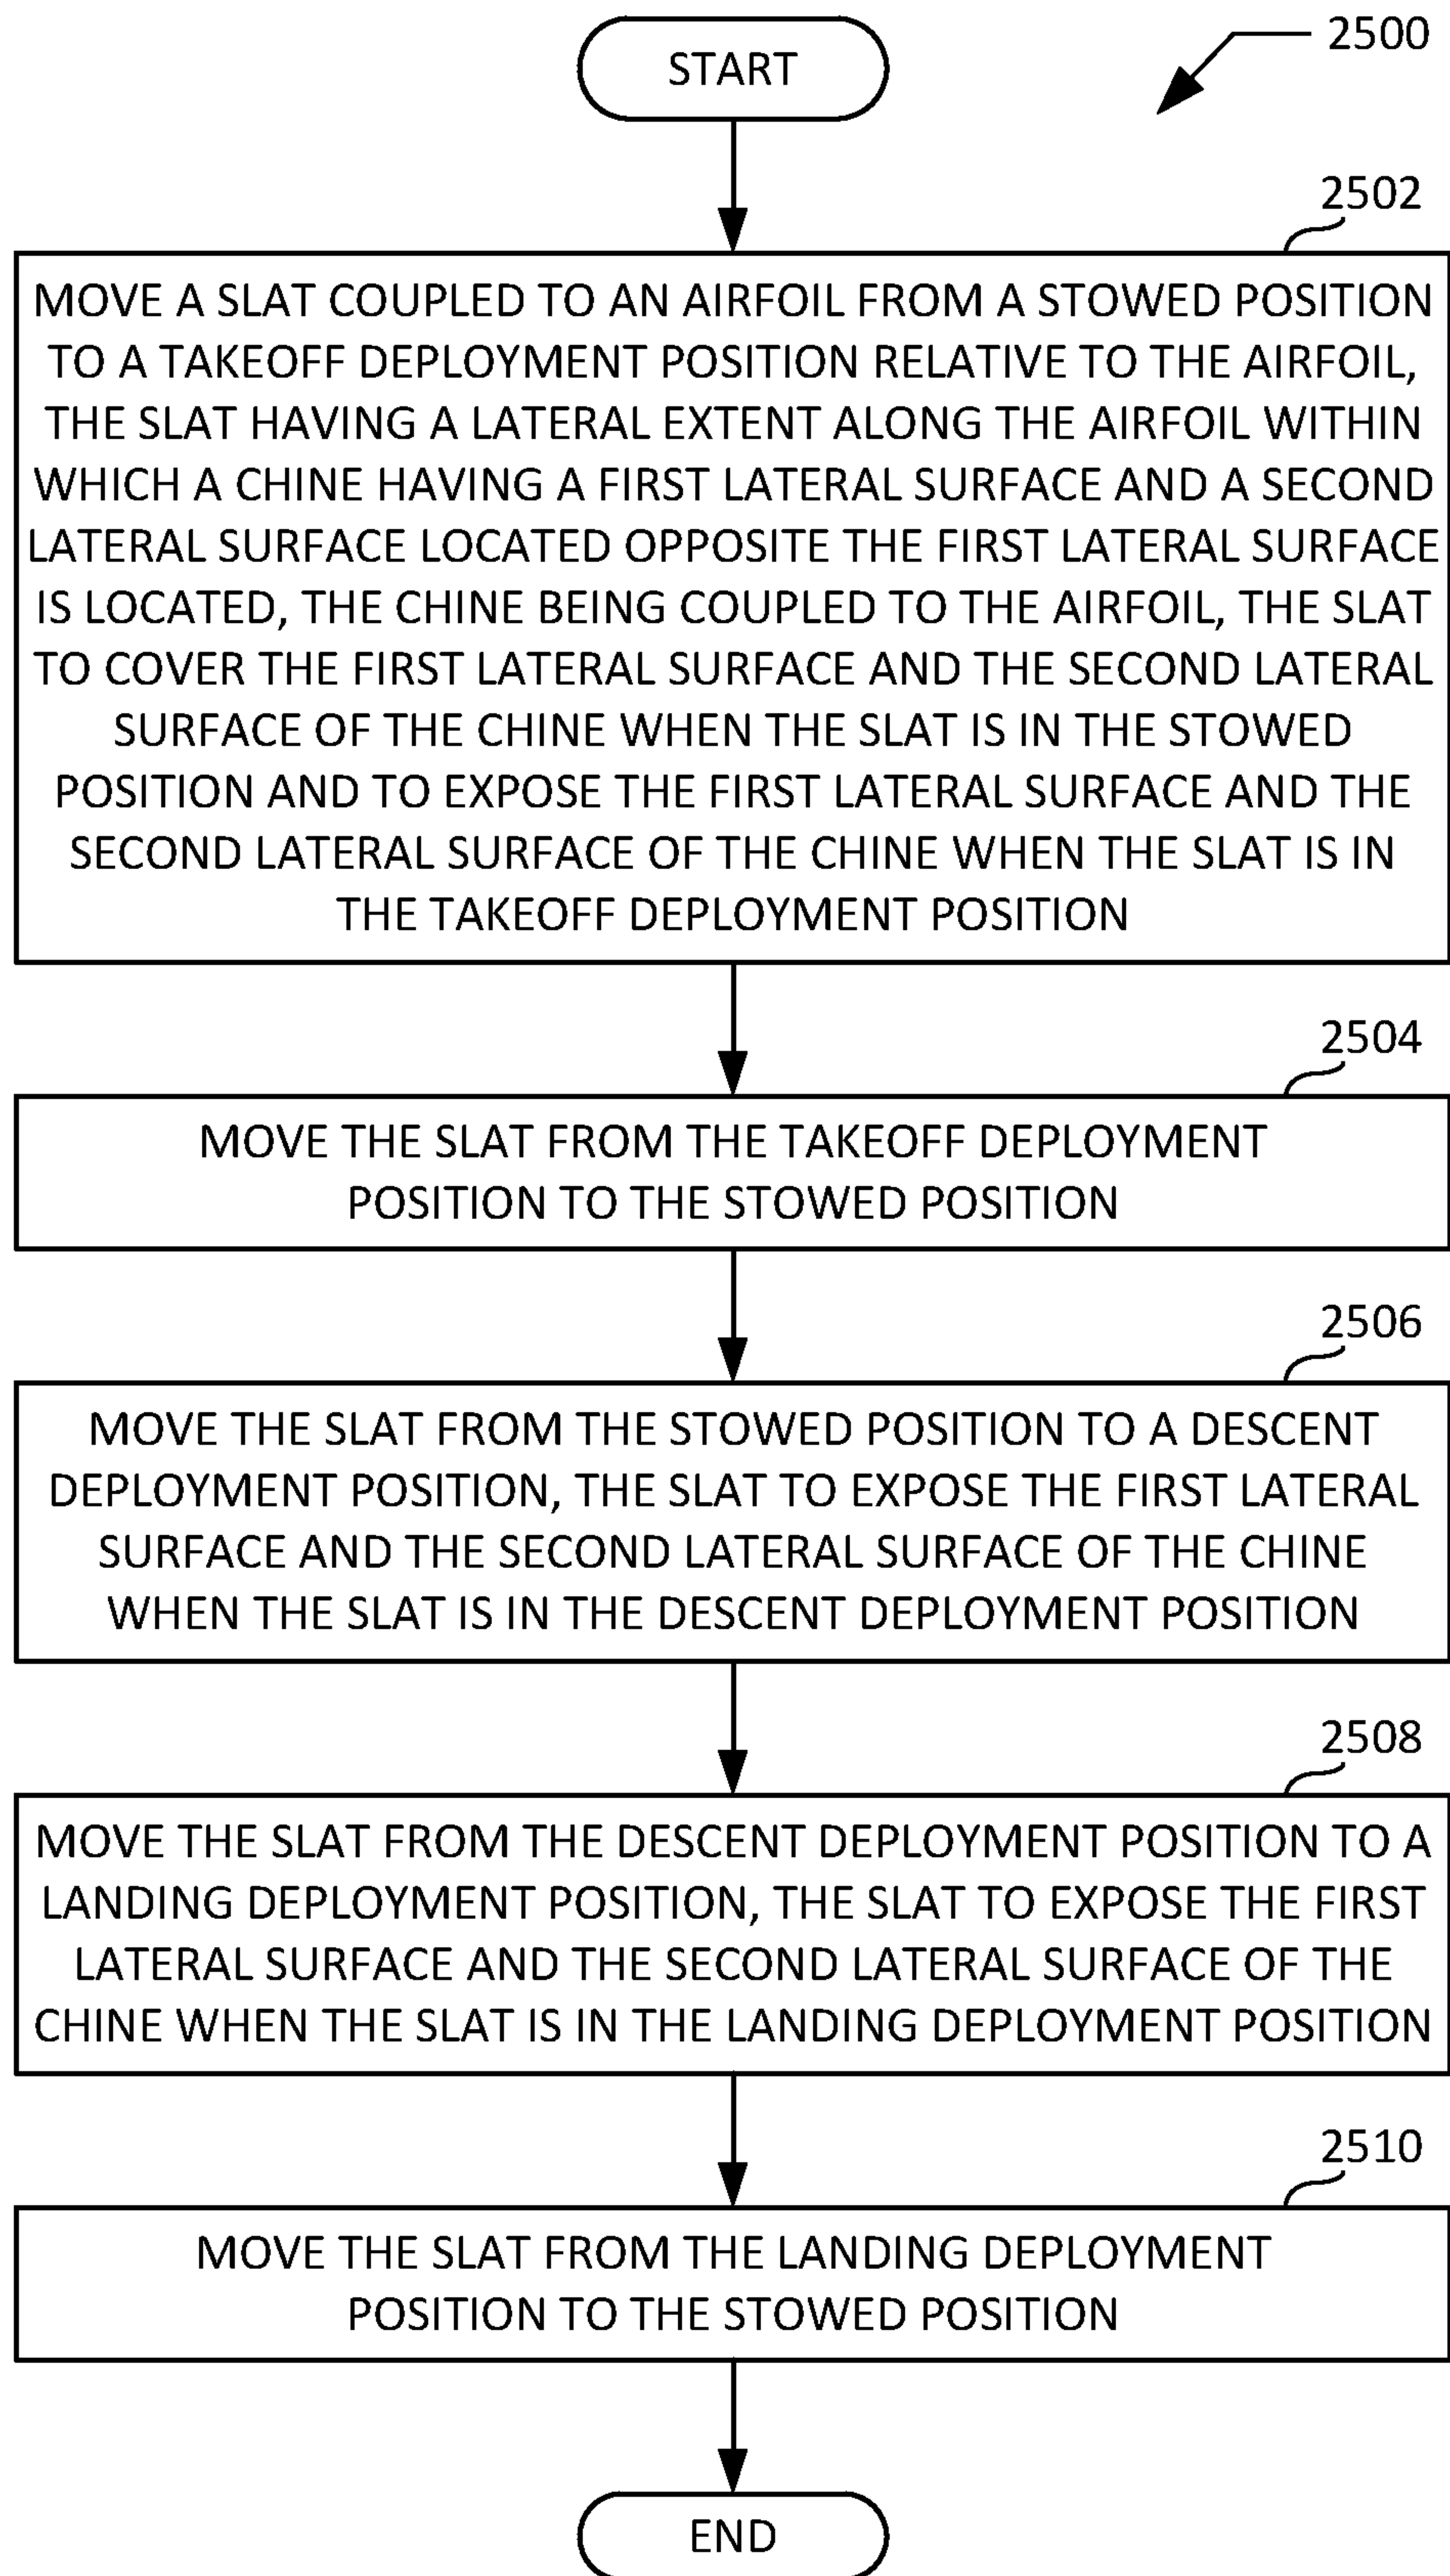 START
2500
2502
MOVE A SLAT COUPLED TO AN AIRFOIL FROM A STOWED POSITION
TO A TAKEOFF DEPLOYMENT POSITION RELATIVE TO THE AIRFOIL,
THE SLAT HAVING A LATERAL EXTENT ALONG THE AIRFOIL WITHIN
WHICH A CHINE HAVING A FIRST LATERAL SURFACE AND A SECOND
LATERAL SURFACE LOCATED OPPOSITE THE FIRST LATERAL SURFACE
IS LOCATED, THE CHINE BEING COUPLED TO THE AIRFOIL, THE SLAT
TO COVER THE FIRST LATERAL SURFACE AND THE SECOND LATERAL
SURFACE OF THE CHINE WHEN THE SLAT IS IN THE STOWED
POSITION AND TO EXPOSE THE FIRST LATERAL SURFACE AND THE
SECOND LATERAL SURFACE OF THE CHINE WHEN THE SLAT IS IN
THE TAKEOFF DEPLOYMENT POSITION
2504
MOVE THE SLAT FROM THE TAKEOFF DEPLOYMENT
POSITION TO THE STOWED POSITION
2506
MOVE THE SLAT FROM THE STOWED POSITION TO A DESCENT
DEPLOYMENT POSITION, THE SLAT TO EXPOSE THE FIRST LATERAL
SURFACE AND THE SECOND LATERAL SURFACE OF THE CHINE
WHEN THE SLAT IS IN THE DESCENT DEPLOYMENT POSITION
2508
MOVE THE SLAT FROM THE DESCENT DEPLOYMENT POSITION TO A
LANDING DEPLOYMENT POSITION, THE SLAT TO EXPOSE THE FIRST
LATERAL SURFACE AND THE SECOND LATERAL SURFACE OF THE
CHINE WHEN THE SLAT IS IN THE LANDING DEPLOYMENT POSITION
2510
MOVE THE SLAT FROM THE LANDING DEPLOYMENT
POSITION TO THE STOWED POSITION
END